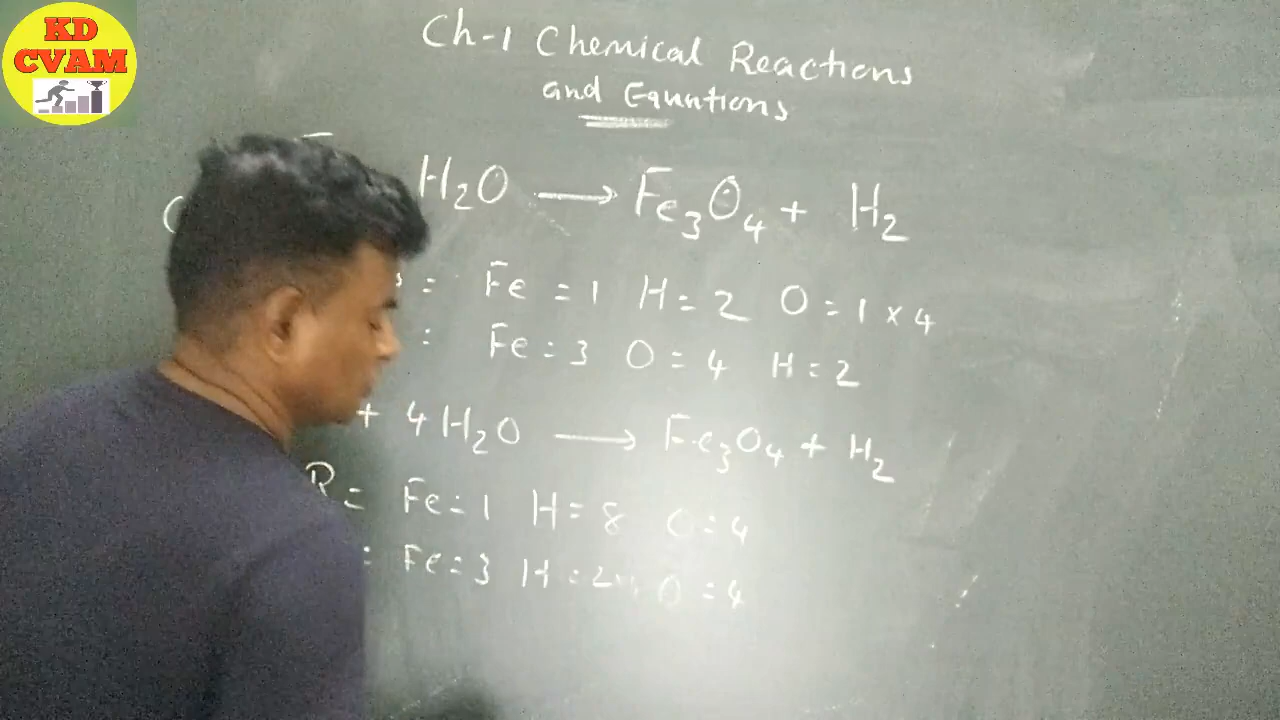 KD
CVAM
Ch-1 Chemical Reactions
and Equations
H₂O → Fe₃O₄ + H₂
= Fe = 1 H = 2 O = 1 × 4
: Fe = 3 O = 4 H = 2
+ 4H₂O → Fe₃O₄ + H₂
R = Fe = 1 H = 8 O = 4
= Fe = 3 H = 2 O = 4